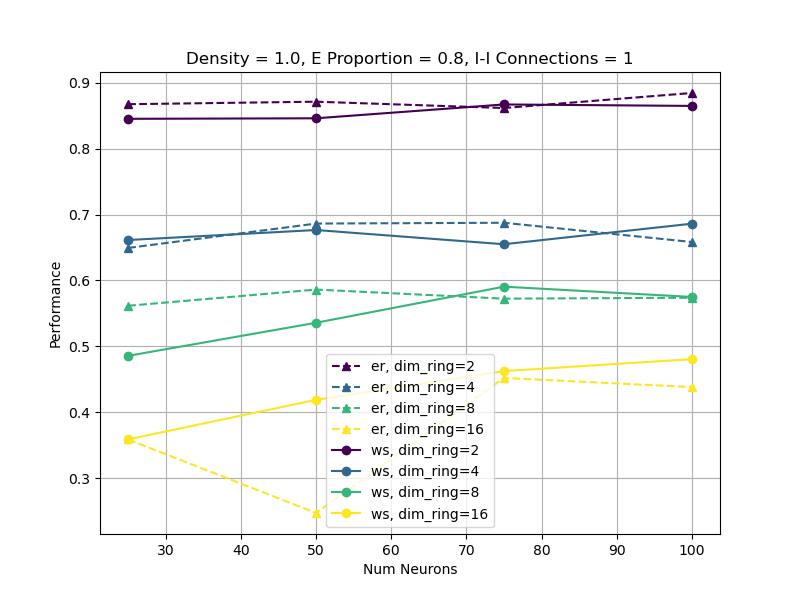 Density = 1.0, E Proportion = 0.8, I-I Connections = 1
0.9
0.8
0.7
0.6
0.5
0.4
0.3
Performance
er, dim_ring=2
er, dim_ring=4
er, dim_ring=8
er, dim_ring=16
ws, dim_ring=2
ws, dim_ring=4
ws, dim_ring=8
ws, dim_ring=16
30 40 50 60 70 80 90 100
Num Neurons